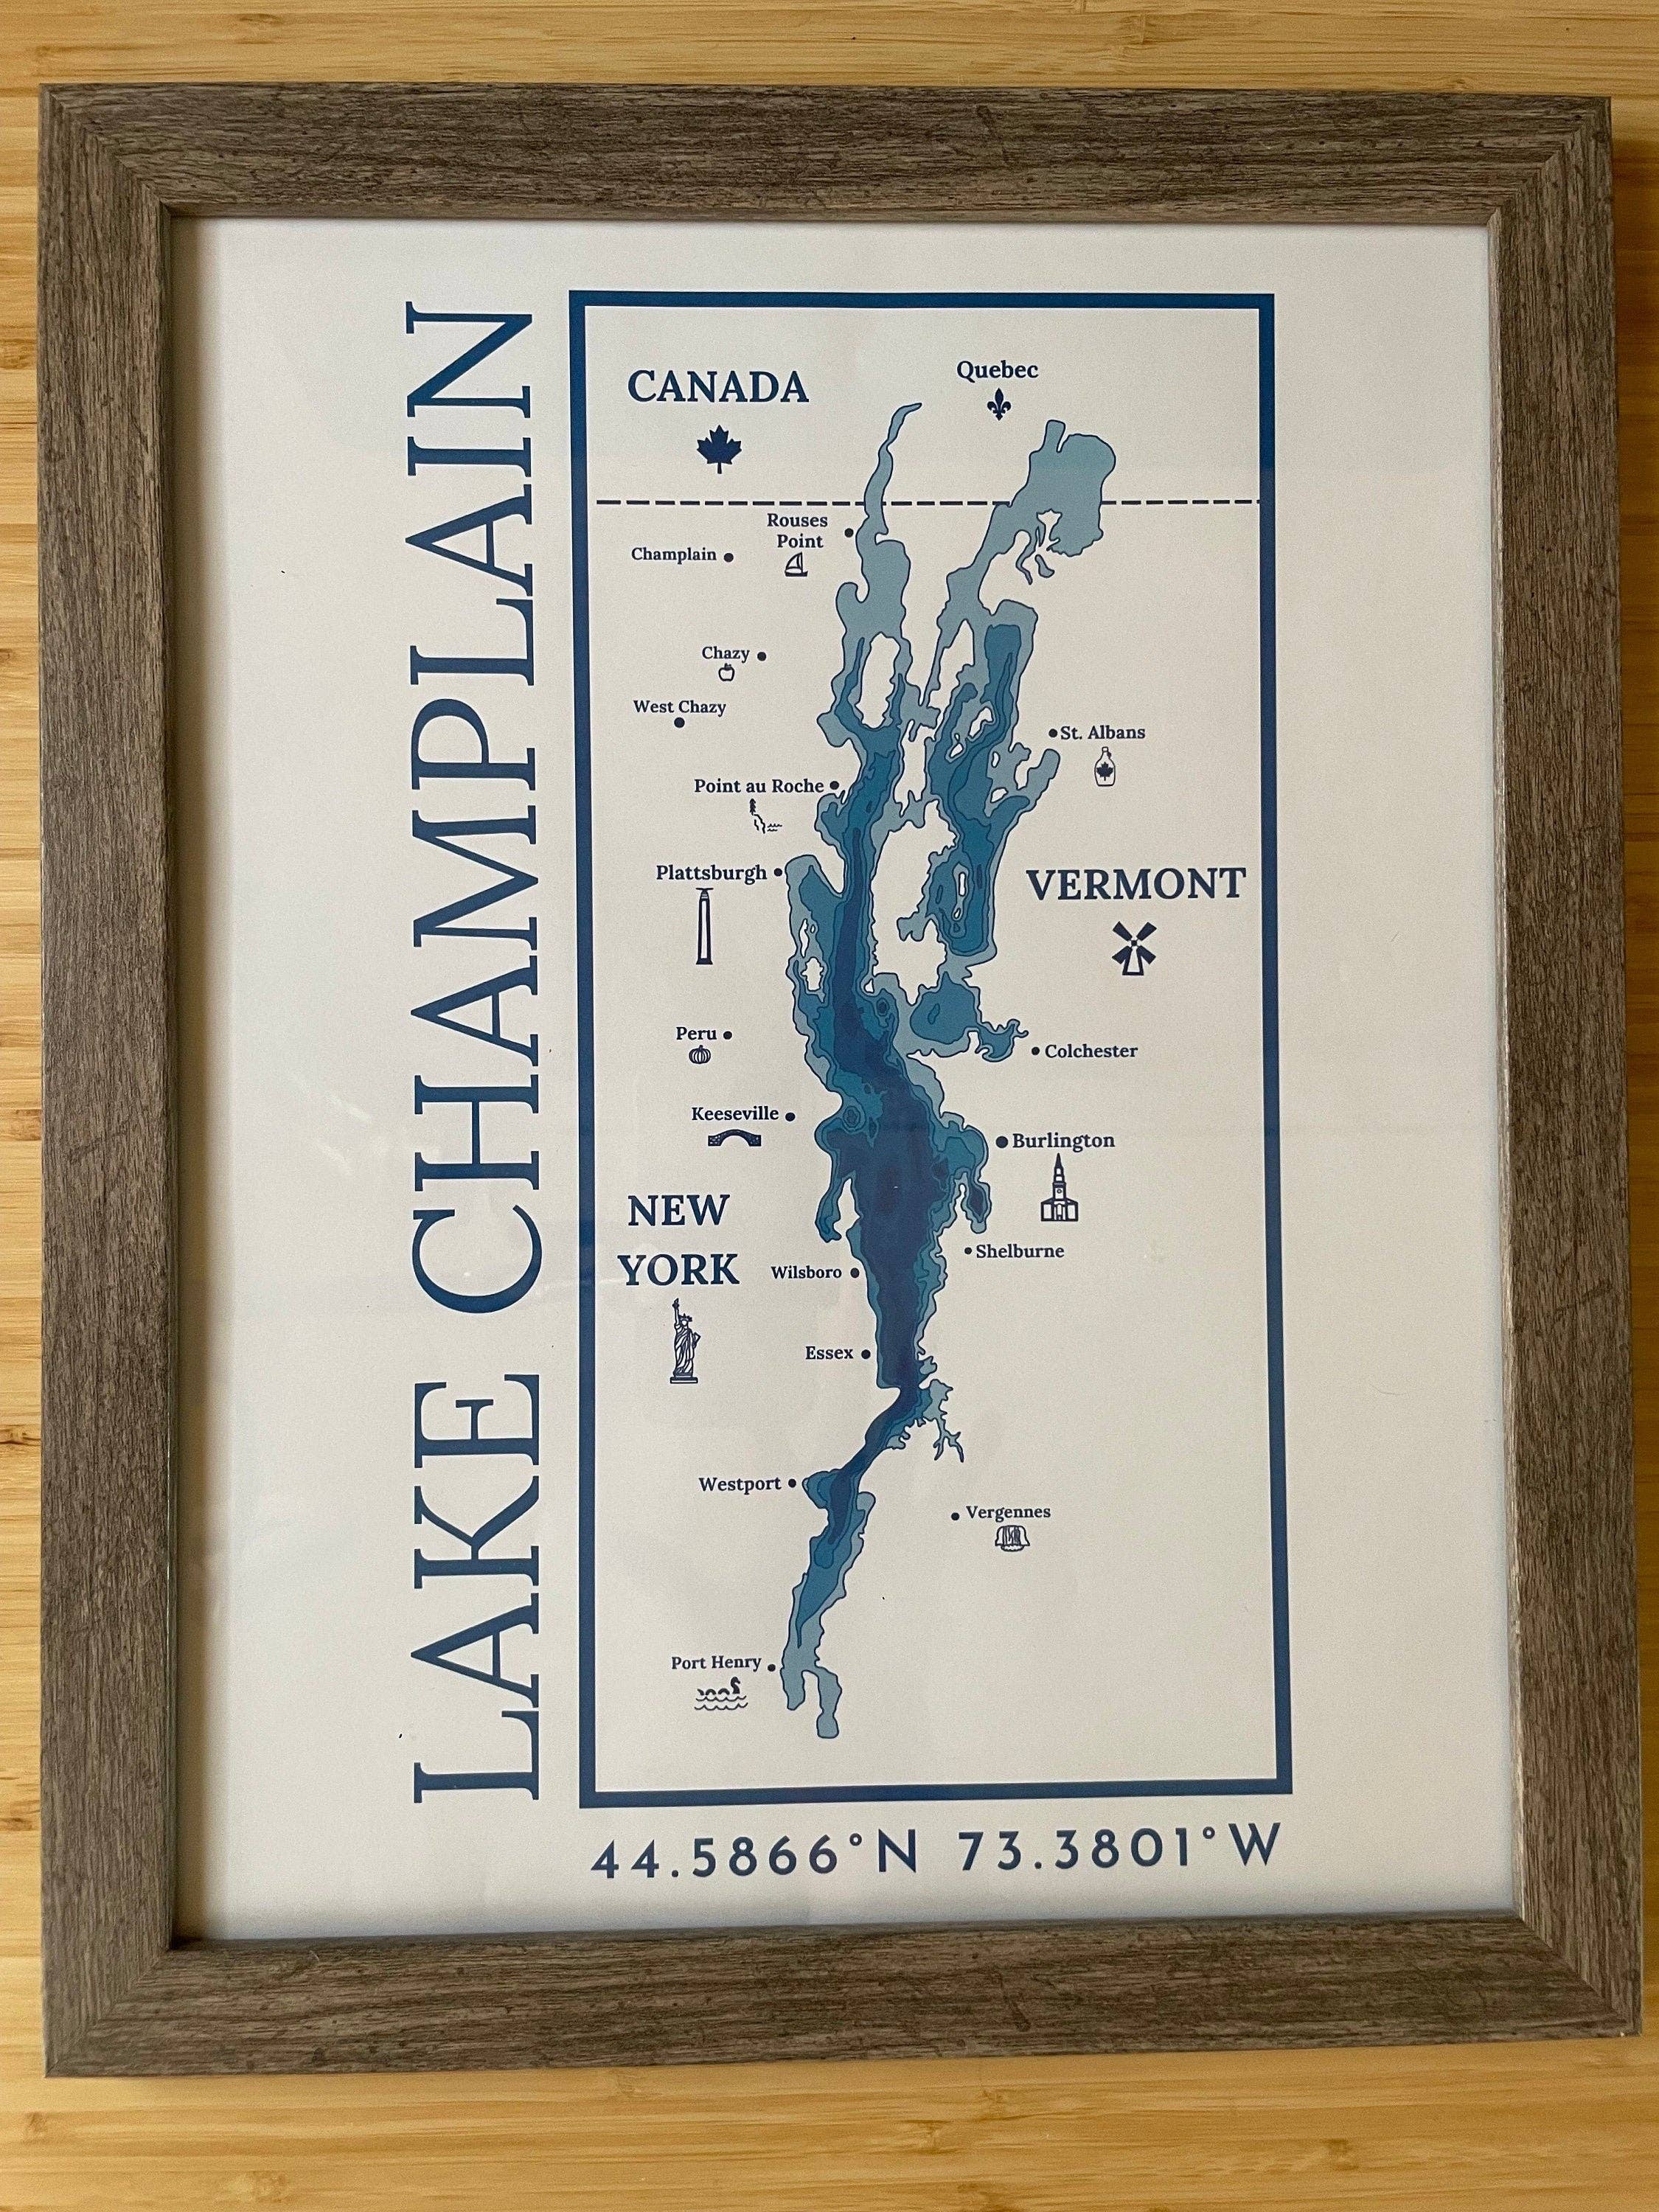 LAKE CHAMPLAIN
CANADA
Quebec
Rouses
Point
Champlain
Chazy
West Chazy
St. Albans
Point au Roche
Plattsburgh
VERMONT
Peru
Colchester
Keeseville
Burlington
NEW
YORK
Shelburne
Wilsboro
Essex
Westport
Vergennes
Port Henry
44.5866°N 73.3801°W